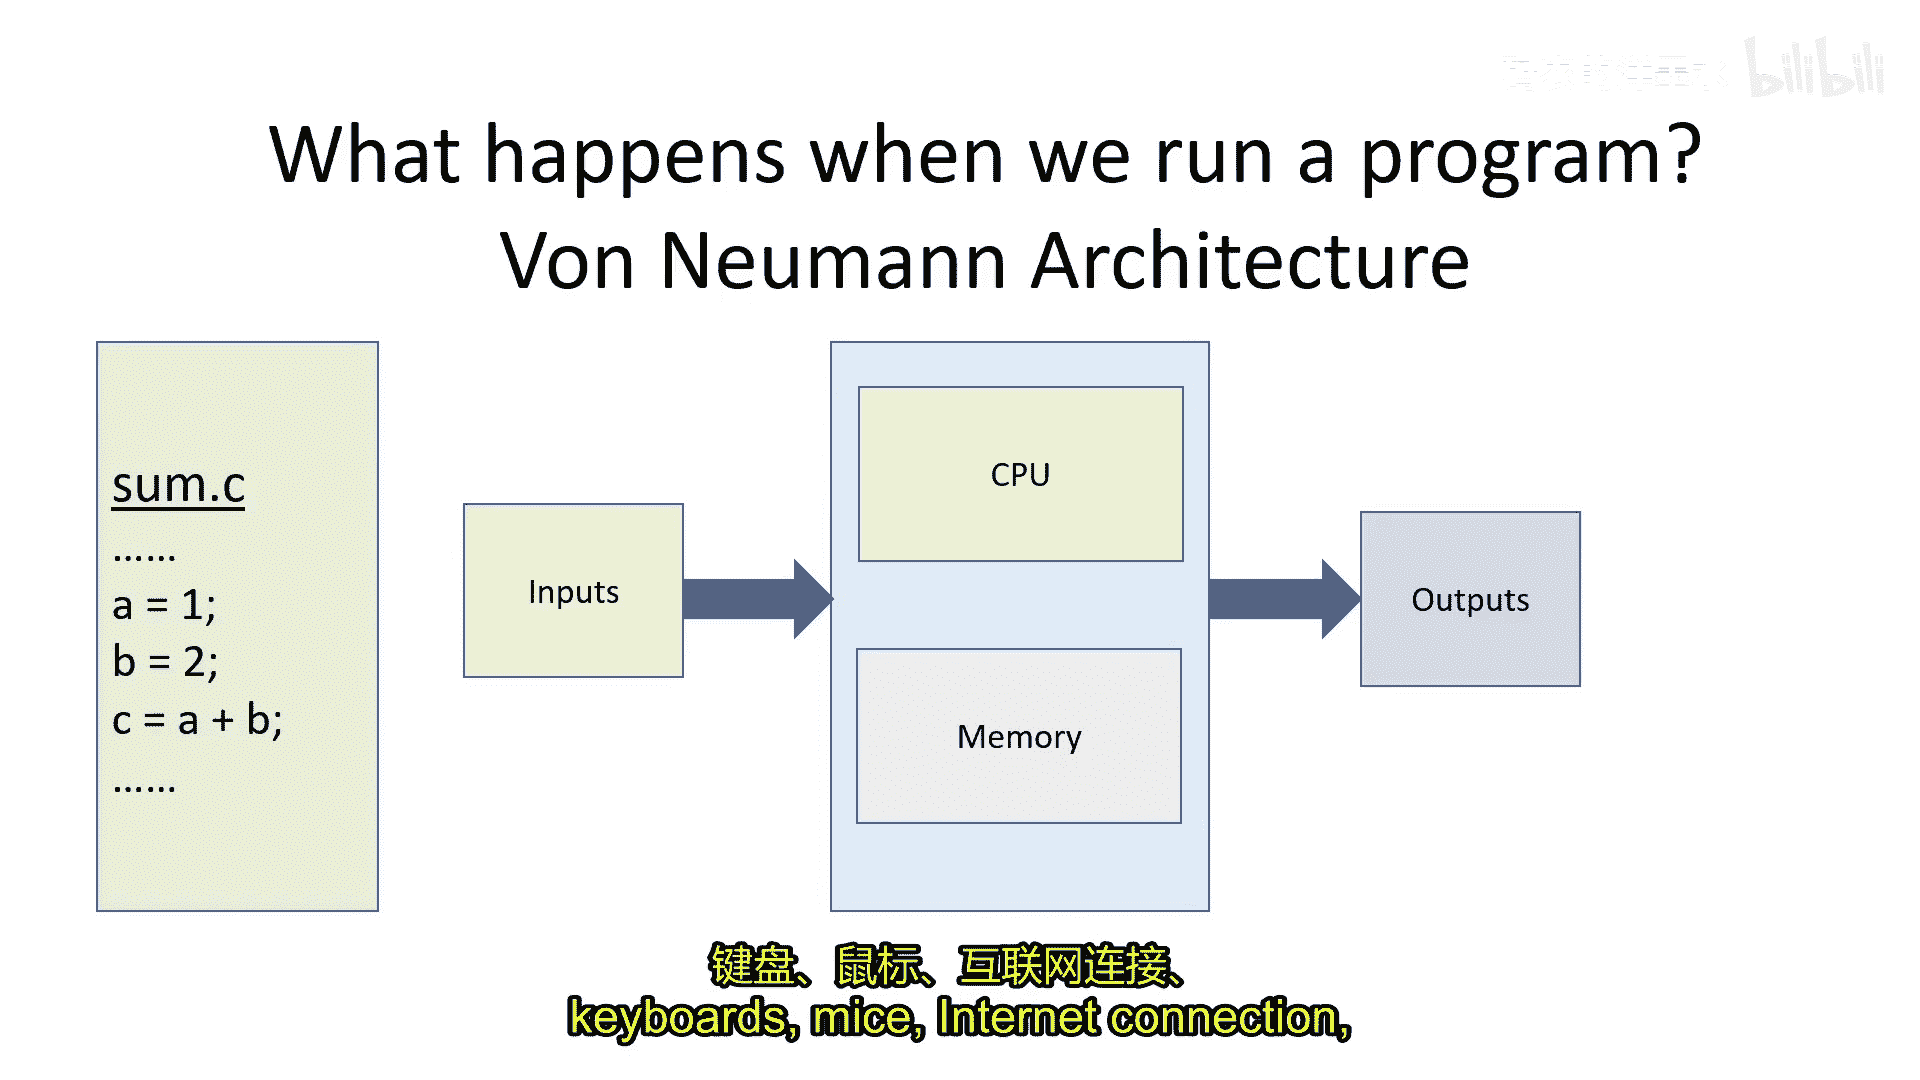 bilibili
What happens when we run a program?
Von Neumann Architecture
sum.c
......
a = 1;
b = 2;
c = a + b;
......
Inputs
CPU
Memory
Outputs
键盘、鼠标、互联网连接、
keyboards, mice, Internet connection,